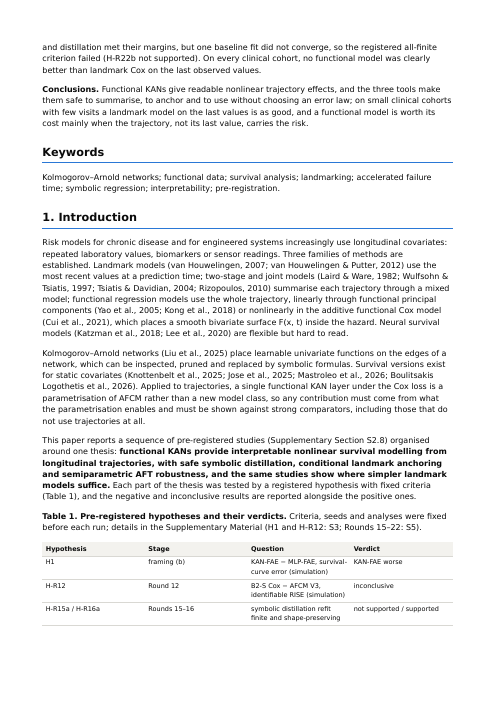 and distillation met their margins, but one baseline fit did not converge, so the registered all-finite
criterion failed (H-R22b not supported). On every clinical cohort, no functional model was clearly
better than landmark Cox on the last observed values.
Conclusions. Functional KANs give readable nonlinear trajectory effects, and the three tools make
them safe to summarise, to anchor and to use without choosing an error law; on small clinical cohorts
with few visits a landmark model on the last values is as good, and a functional model is worth its
cost mainly when the trajectory, not its last value, carries the risk.
Keywords
Kolmogorov–Arnold networks; functional data; survival analysis; landmarking; accelerated failure
time; symbolic regression; interpretability; pre-registration.
1. Introduction
Risk models for chronic disease and for engineered systems increasingly use longitudinal covariates:
repeated laboratory values, biomarkers or sensor readings. Three families of methods are
established. Landmark models (van Houwelingen, 2007; van Houwelingen & Putter, 2012) use the
most recent values at a prediction time; two-stage and joint models (Laird & Ware, 1982; Wulfsohn &
Tsiatis, 1997; Tsiatis & Davidian, 2004; Rizopoulos, 2010) summarise each trajectory through a mixed
model; functional regression models use the whole trajectory, linearly through functional principal
components (Yao et al., 2005; Kong et al., 2018) or nonlinearly in the additive functional Cox model
(Cui et al., 2021), which places a smooth bivariate surface F(x, t) inside the hazard. Neural survival
models (Katzman et al., 2018; Lee et al., 2020) are flexible but hard to read.
Kolmogorov–Arnold networks (Liu et al., 2025) place learnable univariate functions on the edges of a
network, which can be inspected, pruned and replaced by symbolic formulas. Survival versions exist
for static covariates (Knottenbelt et al., 2025; Jose et al., 2025; Mastroleo et al., 2026; Boulitsakis
Logothetis et al., 2026). Applied to trajectories, a single functional KAN layer under the Cox loss is a
parametrisation of AFCM rather than a new model class, so any contribution must come from what
the parametrisation enables and must be shown against strong comparators, including those that do
not use trajectories at all.
This paper reports a sequence of pre-registered studies (Supplementary Section S2.8) organised
around one thesis: functional KANs provide interpretable nonlinear survival modelling from
longitudinal trajectories, with safe symbolic distillation, conditional landmark anchoring
and semiparametric AFT robustness, and the same studies show where simpler landmark
models suffice. Each part of the thesis was tested by a registered hypothesis with fixed criteria
(Table 1), and the negative and inconclusive results are reported alongside the positive ones.
Table 1. Pre-registered hypotheses and their verdicts. Criteria, seeds and analyses were fixed
before each run; details in the Supplementary Material (H1 and H-R12: S3; Rounds 15–22: S5).
Hypothesis Stage Question Verdict
H1 framing (b) KAN-FAE − MLP-FAE, survival- KAN-FAE worse
curve error (simulation)
H-R12 Round 12 B2-S Cox − AFCM V3, inconclusive
identifiable RISE (simulation)
H-R15a / H-R16a Rounds 15–16 symbolic distillation refit not supported / supported
finite and shape-preserving